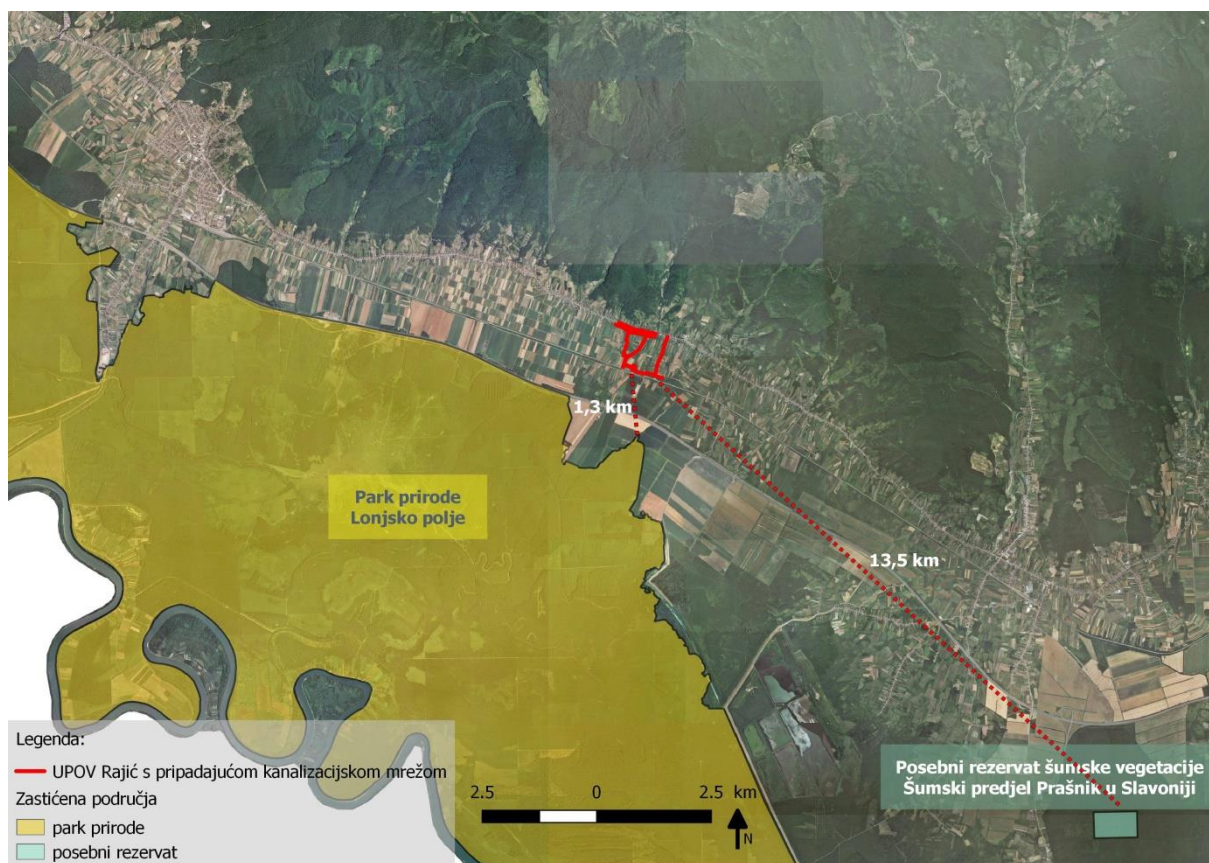 1,3 km
Park prirode
Lonjsko polje
13,5 km
Posebni rezervat šumske vegetacije
Šumski predjel Prašnik u Slavoniji
Legenda:
UPOV Rajić s pripadajućom kanalizacijskom mrežom
Zastićena područja
park prirode
posebni rezervat
2.5 0 2.5 km
N